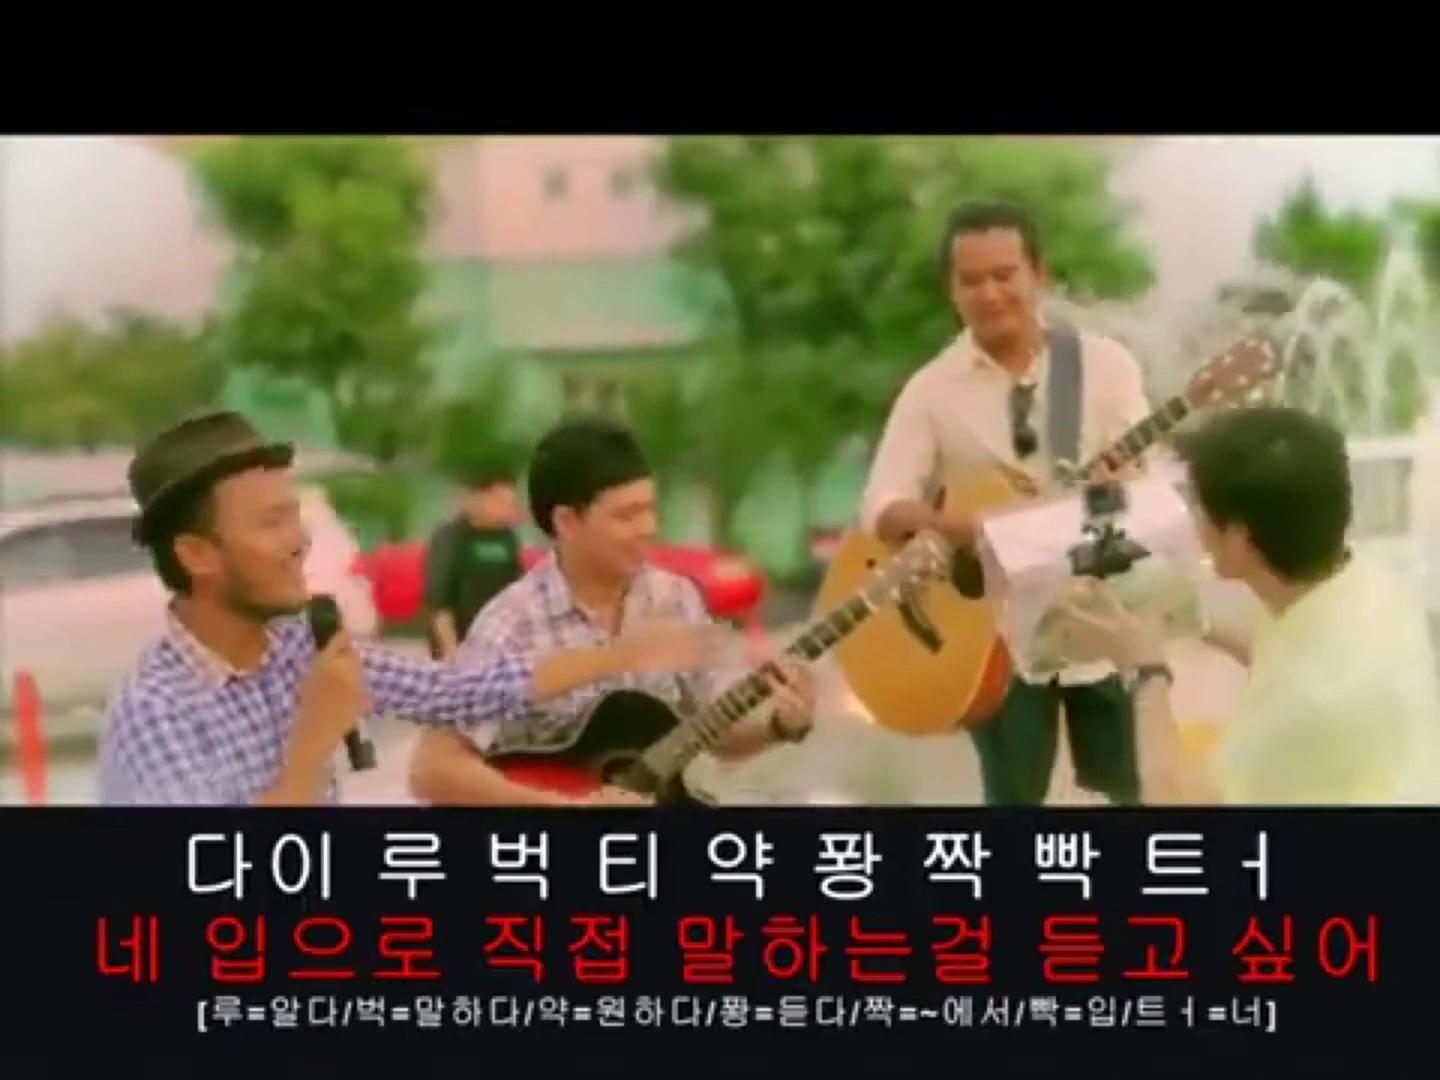 다이 루 벅 티 약 퐝 짝 빡 트ㅓ
네 입으로 직접 말하는걸 듣고 싶어
[루=알다/벅=말하다/약=원하다/퐝=듣다/짝=~에서/빡=입/트ㅓ=너]